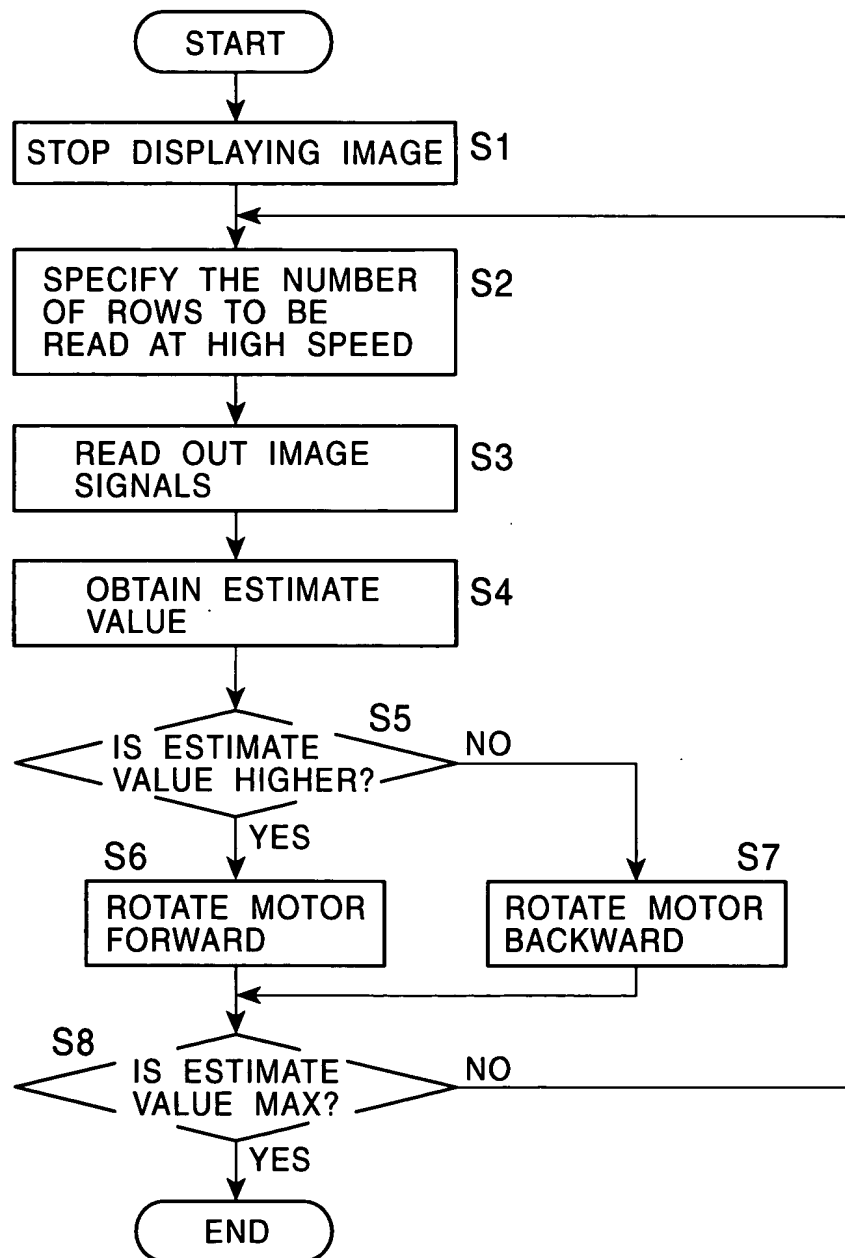 START
STOP DISPLAYING IMAGE
S1
SPECIFY THE NUMBER
OF ROWS TO BE
READ AT HIGH SPEED
S2
READ OUT IMAGE
SIGNALS
S3
OBTAIN ESTIMATE
VALUE
S4
S5
IS ESTIMATE
VALUE HIGHER?
NO
YES
S6
ROTATE MOTOR
FORWARD
S7
ROTATE MOTOR
BACKWARD
S8
IS ESTIMATE
VALUE MAX?
NO
YES
END